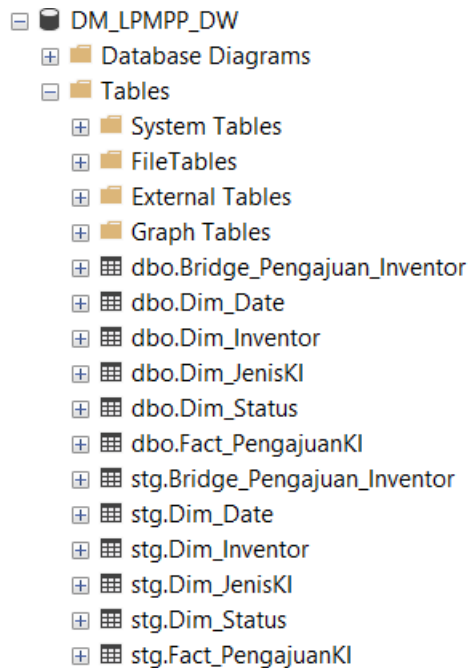 DM_LPMPP_DW
Database Diagrams
Tables
System Tables
FileTables
External Tables
Graph Tables
dbo.Bridge_Pengajuan_Inventor
dbo.Dim_Date
dbo.Dim_Inventor
dbo.Dim_JenisKI
dbo.Dim_Status
dbo.Fact_PengajuanKI
stg.Bridge_Pengajuan_Inventor
stg.Dim_Date
stg.Dim_Inventor
stg.Dim_JenisKI
stg.Dim_Status
stg.Fact_PengajuanKI